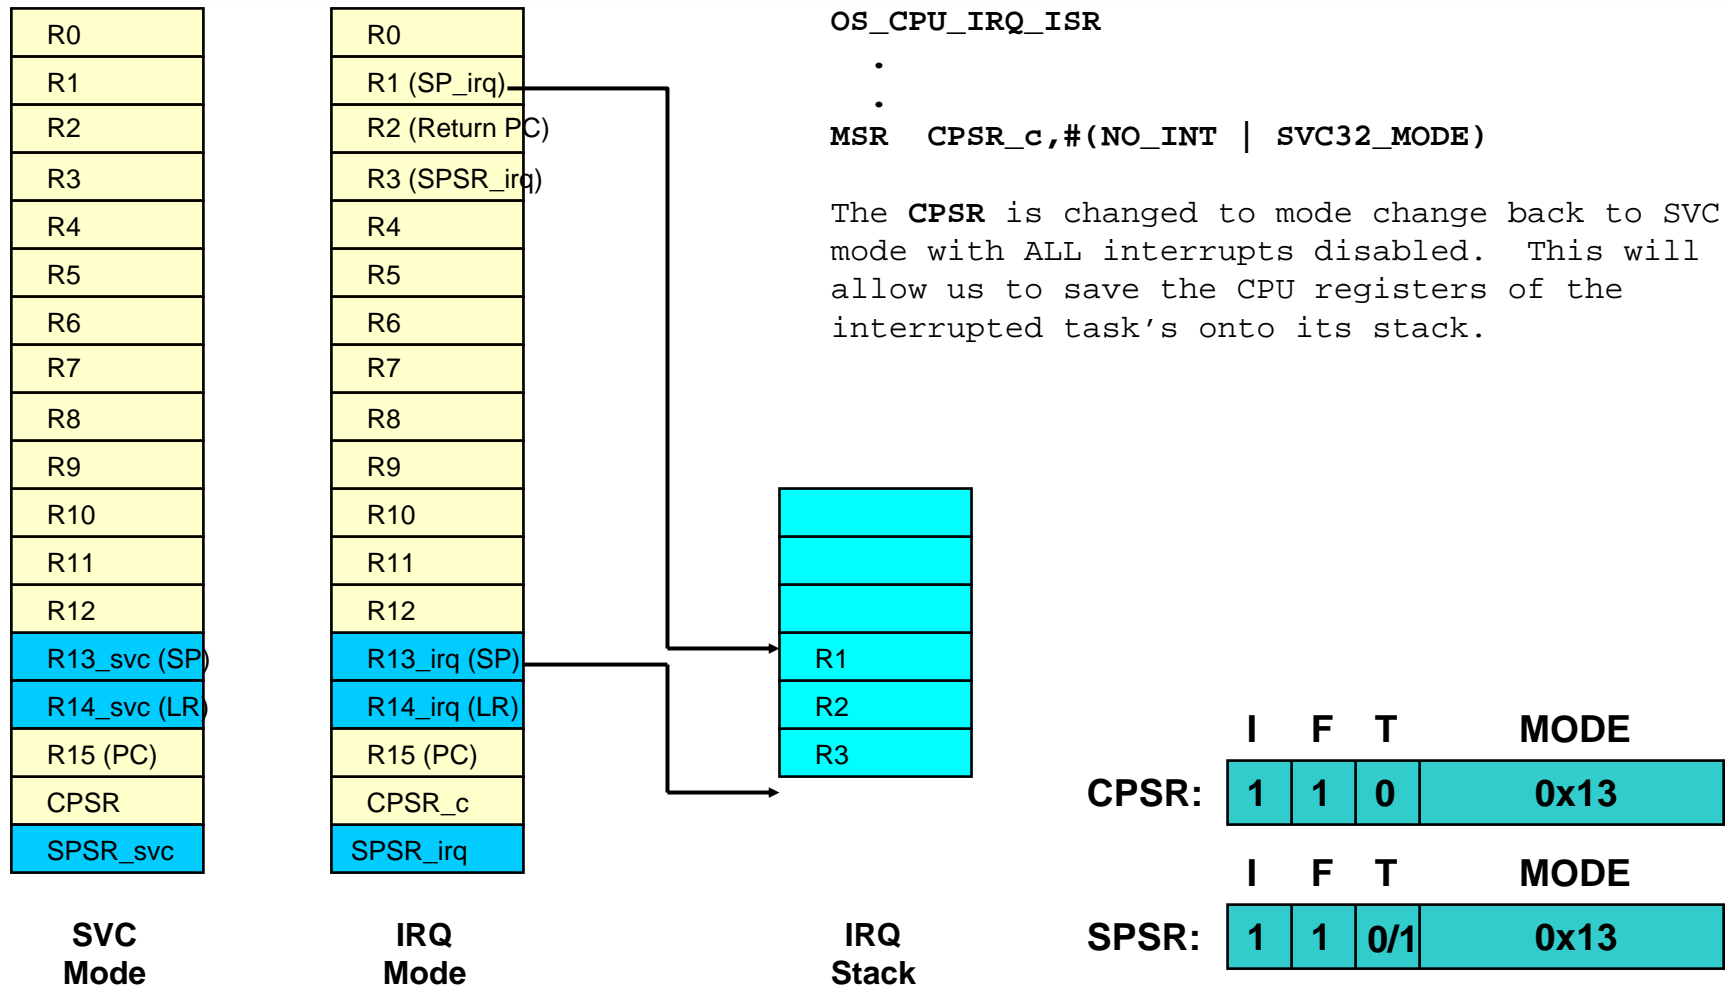 R0
R1
R2
R3
R4
R5
R6
R7
R8
R9
R10
R11
R12
R13_svc (SP)
R14_svc (LR)
R15 (PC)
CPSR
SPSR_svc
SVC
Mode
R0
R1 (SP_irq)
R2 (Return PC)
R3 (SPSR_irq)
R4
R5
R6
R7
R8
R9
R10
R11
R12
R13_irq (SP)
R14_irq (LR)
R15 (PC)
CPSR_c
SPSR_irq
IRQ
Mode
OS_CPU_IRQ_ISR
.
.
MSR CPSR_c,#(NO_INT | SVC32_MODE)
The CPSR is changed to mode change back to SVC
mode with ALL interrupts disabled. This will
allow us to save the CPU registers of the
interrupted task’s onto its stack.
R1
R2
R3
IRQ
Stack
I F T MODE
CPSR: 1 1 0 0x13
I F T MODE
SPSR: 1 1 0/1 0x13